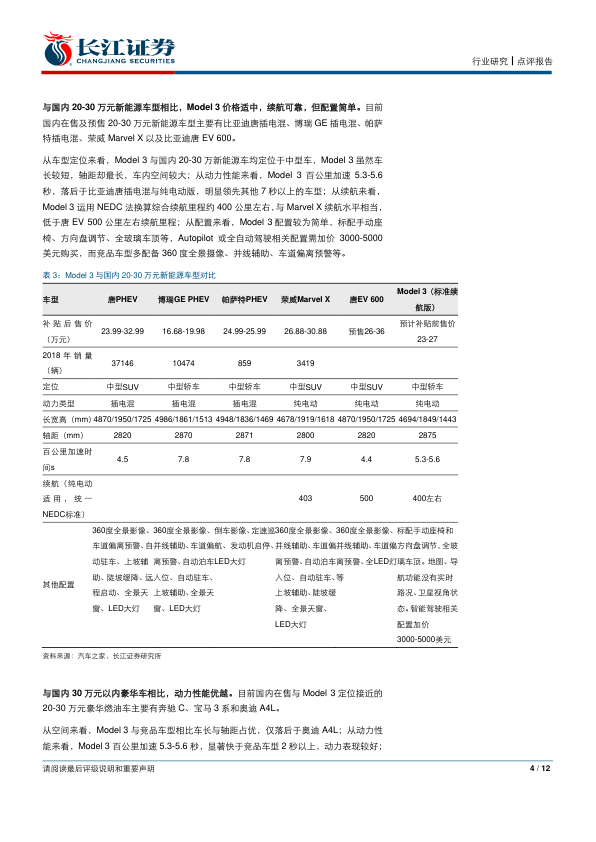 长江证券
CHANGJIANG SECURITIES
行业研究┃点评报告
与国内 20-30 万元新能源车型相比，Model 3 价格适中，续航可靠，但配置简单。目前
国内在售及预售 20-30 万元新能源车型主要有比亚迪唐插电混、博瑞 GE 插电混、帕萨
特插电混、荣威 Marvel X 以及比亚迪唐 EV 600。
从车型定位来看，Model 3 与国内 20-30 万新能源车均定位于中型车，Model 3 虽然车
长较短，轴距却最长，车内空间较大；从动力性能来看，Model 3 百公里加速 5.3-5.6
秒，落后于比亚迪唐插电混与纯电动版，明显领先其他 7 秒以上的车型；从续航来看，
Model 3 运用 NEDC 法换算综合续航里程约 400 公里左右，与 Marvel X 续航水平相当，
低于唐 EV 500 公里左右续航里程；从配置来看，Model 3 配置较为简单，标配手动座
椅、方向盘调节、全玻璃车顶等，Autopilot 或全自动驾驶相关配置需加价 3000-5000
美元购买，而竞品车型多配备 360 度全景摄像、并线辅助、车道偏离预警等。
表 3：Model 3 与国内 20-30 万元新能源车型对比
车型 唐PHEV 博瑞GE PHEV 帕萨特PHEV 荣威Marvel X 唐EV 600 Model 3（标准续
航版）
补贴后售价
（万元） 23.99-32.99 16.68-19.98 24.99-25.99 26.88-30.88 预售26-36 预计补贴前售价
23-27
2018 年销量
（辆） 37146 10474 859 3419
定位 中型SUV 中型轿车 中型轿车 中型SUV 中型SUV 中型轿车
动力类型 插电混 插电混 插电混 纯电动 纯电动 纯电动
长宽高（mm） 4870/1950/1725 4986/1861/1513 4948/1836/1469 4678/1919/1618 4870/1950/1725 4694/1849/1443
轴距（mm） 2820 2870 2871 2800 2820 2875
百公里加速时
间s 4.5 7.8 7.8 7.9 4.4 5.3-5.6
续航（纯电动
适用，统一
NEDC标准） 403 500 400左右
其他配置
360度全景影像、360度全景影像、倒车影像、定速巡360度全景影像、360度全景影像、标配手动座椅和
车道偏离预警、自并线辅助、车道偏航、发动机启停、并线辅助、车道偏并线辅助、车道偏方向盘调节，全玻
动驻车、上坡辅 离预警、自动泊车LED大灯 离预警、自动泊车离预警、全LED灯璃车顶。地图、导
助、陡坡缓降、远入位、自动驻车、 入位、自动驻车、等 航功能没有实时
程启动、全景天 上坡辅助、全景天 上坡辅助、陡坡缓 路况、卫星视角状
窗、LED大灯 窗、LED大灯 降、全景天窗、 态。智能驾驶相关
LED大灯 配置加价
3000-5000美元
资料来源：汽车之家，长江证券研究所
与国内 30 万元以内豪华车相比，动力性能优越。目前国内在售与 Model 3 定位接近的
20-30 万元豪华燃油车主要有奔驰 C、宝马 3 系和奥迪 A4L。
从空间来看，Model 3 与竞品车型相比车长与轴距占优，仅落后于奥迪 A4L；从动力性
能来看，Model 3 百公里加速 5.3-5.6 秒，显著快于竞品车型 2 秒以上，动力表现较好；
请阅读最后评级说明和重要声明
4 / 12